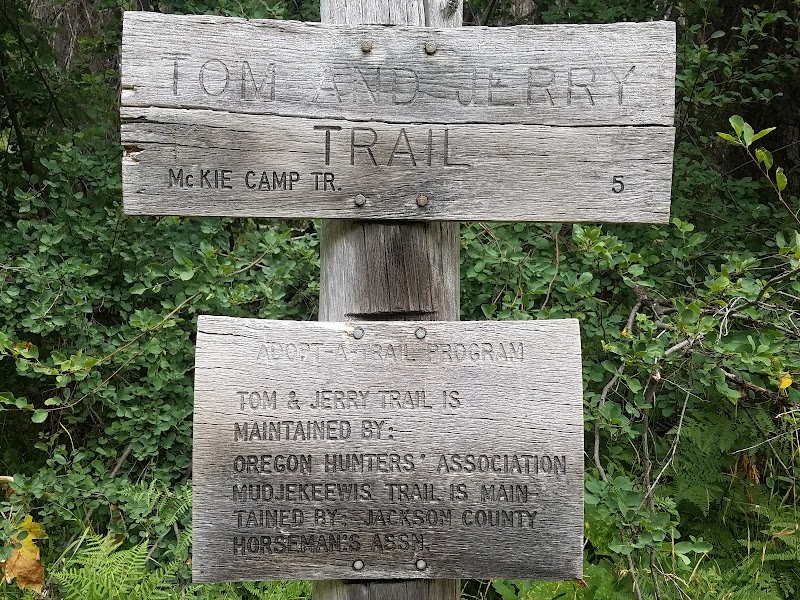 TOM AND JERRY
TRAIL
McKIE CAMP TR. 5
ADOPT-A-TRAIL PROGRAM
TOM & JERRY TRAIL IS
MAINTAINED BY:
OREGON HUNTERS' ASSOCIATION
MUDJEKEEWIS TRAIL IS MAIN-
TAINED BY: JACKSON COUNTY
HORSEMAN'S ASSN.